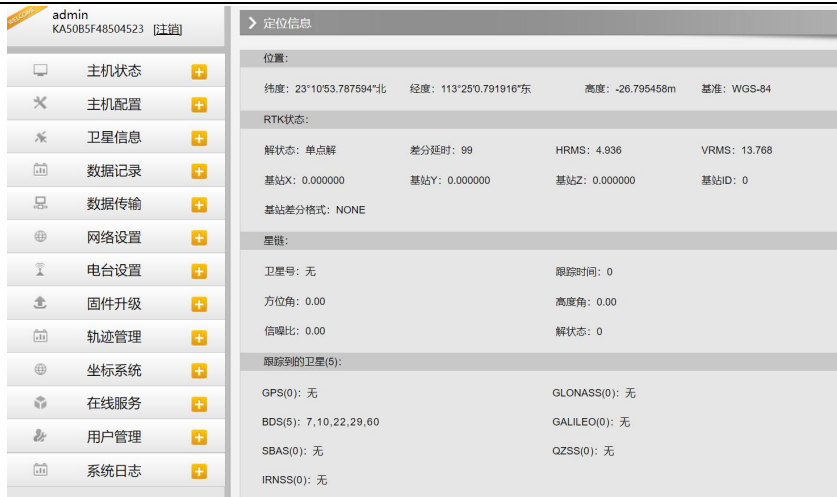 WELCOME
admin
KA50B5F48504523 [注销]
主机状态
主机配置
卫星信息
数据记录
数据传输
网络设置
电台设置
固件升级
轨迹管理
坐标系统
在线服务
用户管理
系统日志
定位信息
位置:
纬度: 23°10'53.787594"北 经度: 113°25'0.791916"东 高度: -26.795458m 基准: WGS-84
RTK状态:
解状态: 单点解 差分延时: 99 HRMS: 4.936 VRMS: 13.768
基站X: 0.000000 基站Y: 0.000000 基站Z: 0.000000 基站ID: 0
基站差分格式: NONE
星链:
卫星号: 无 跟踪时间: 0
方位角: 0.00 高度角: 0.00
信噪比: 0.00 解状态: 0
跟踪到的卫星(5):
GPS(0): 无 GLONASS(0): 无
BDS(5): 7,10,22,29,60 GALILEO(0): 无
SBAS(0): 无 QZSS(0): 无
IRNSS(0): 无